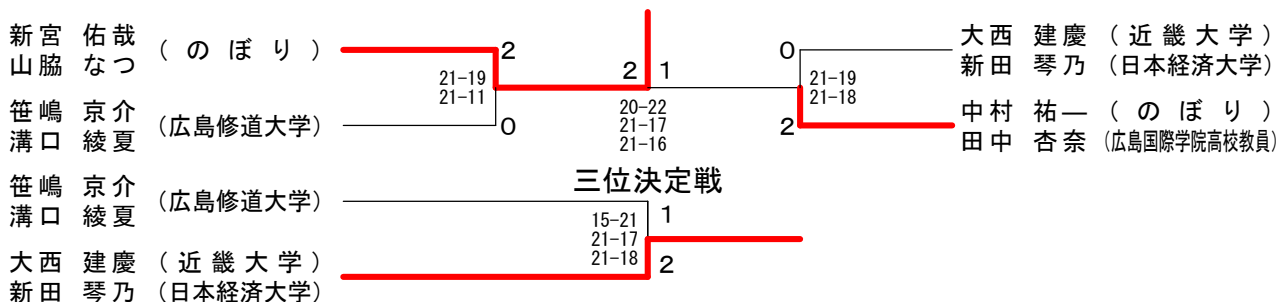 新宮 佑哉 (のぼり)
山脇 なつ
2
21-19
21-11
笹嶋 京介 (広島修道大学)
溝口 綾夏
0
2 1
20-22
21-17
21-16
0
大西 建慶 (近畿大学)
新田 琴乃 (日本経済大学)
21-19
21-18
2
中村 祐一 (のぼり)
田中 杏奈 (広島国際学院高校教員)
三位決定戦
笹嶋 京介 (広島修道大学)
溝口 綾夏
1
15-21
21-17
21-18
2
大西 建慶 (近畿大学)
新田 琴乃 (日本経済大学)